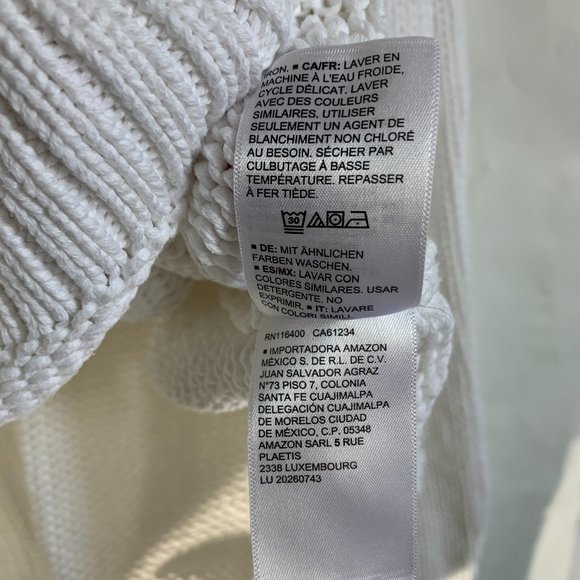 IRON. ■ CA/FR: LAVER EN
MACHINE À L'EAU FROIDE,
CYCLE DÉLICAT. LAVER
AVEC DES COULEURS
SIMILAIRES. UTILISER
SEULEMENT UN AGENT DE
BLANCHIMENT NON CHLORÉ
AU BESOIN. SÉCHER PAR
CULBUTAGE À BASSE
TEMPÉRATURE. REPASSER
À FER TIÈDE.
30
■ DE: MIT ÄHNLICHEN
FARBEN WASCHEN.
■ ES/MX: LAVAR CON
COLORES SIMILARES. USAR
DETERGENTE. NO
EXPRIMIR. ■ IT: LAVARE
CON COLORI SIMILI.
RN116400 CA61234
■ IMPORTADORA AMAZON
MÉXICO S. DE R.L. DE C.V.
JUAN SALVADOR AGRAZ
N°73 PISO 7, COLONIA
SANTA FE CUAJIMALPA
DELEGACIÓN CUAJIMALPA
DE MORELOS CIUDAD
DE MÉXICO, C.P. 05348
AMAZON SARL 5 RUE
PLAETIS
2338 LUXEMBOURG
LU 20260743